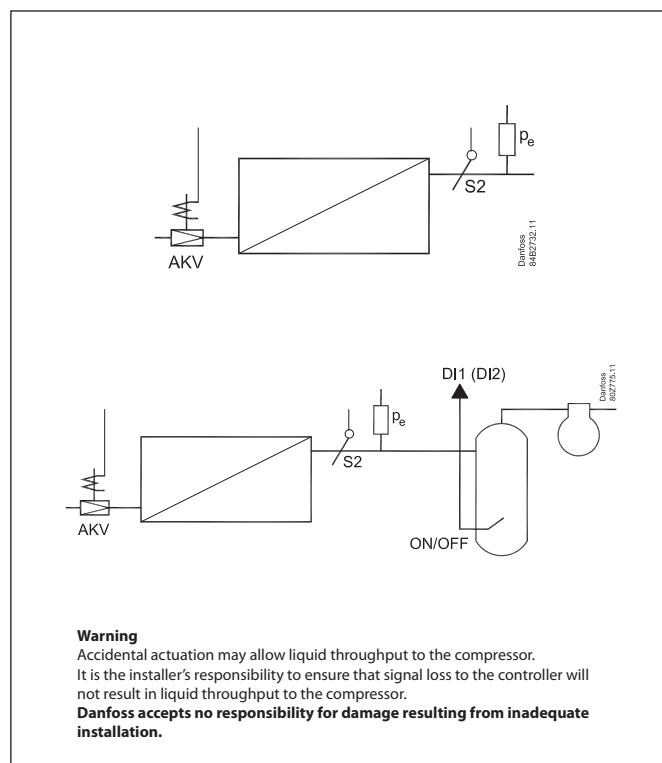 p_e
S2
AKV
Danfoss
84B2732.11
DI1 (DI2)
Danfoss
80Z775.11
p_e
S2
AKV
ON/OFF
Warning
Accidental actuation may allow liquid throughput to the compressor.
It is the installer’s responsibility to ensure that signal loss to the controller will
not result in liquid throughput to the compressor.
Danfoss accepts no responsibility for damage resulting from inadequate
installation.